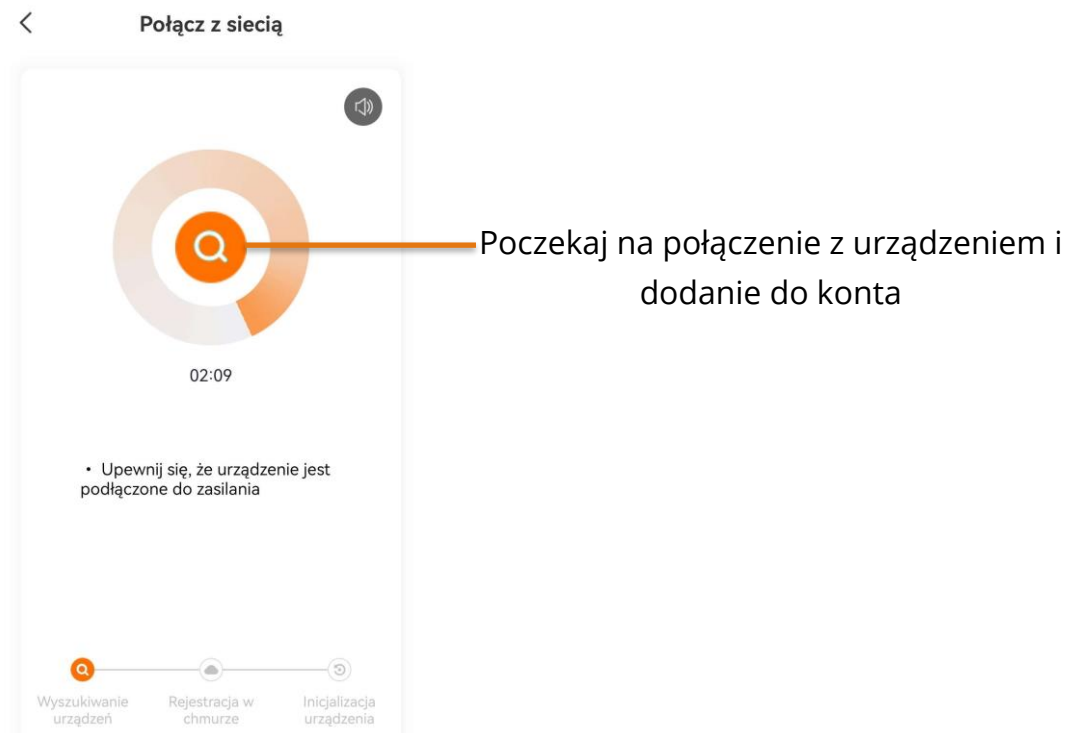 Połącz z siecią
Poczekaj na połączenie z urządzeniem i
dodanie do konta
02:09
• Upewnij się, że urządzenie jest
podłączone do zasilania
Wyszukiwanie
urządzeń
Rejestracja w
chmurze
Inicjalizacja
urządzenia